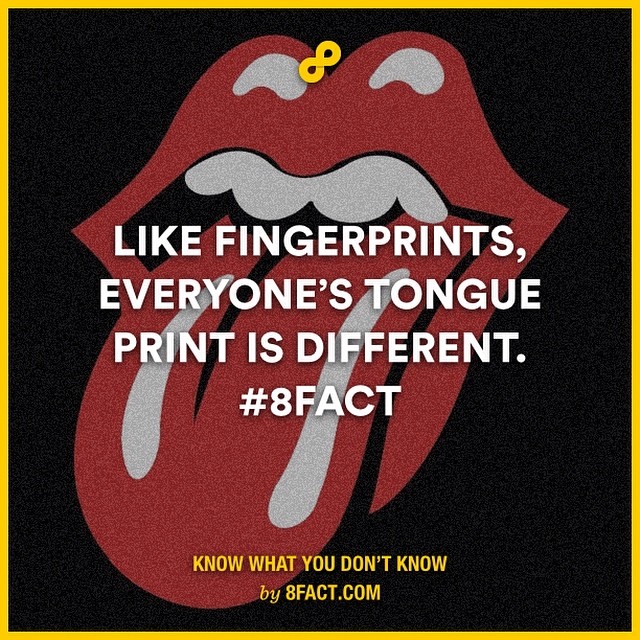 LIKE FINGERPRINTS,
EVERYONE'S TONGUE
PRINT IS DIFFERENT.
#8FACT
KNOW WHAT YOU DON'T KNOW
by 8FACT.COM